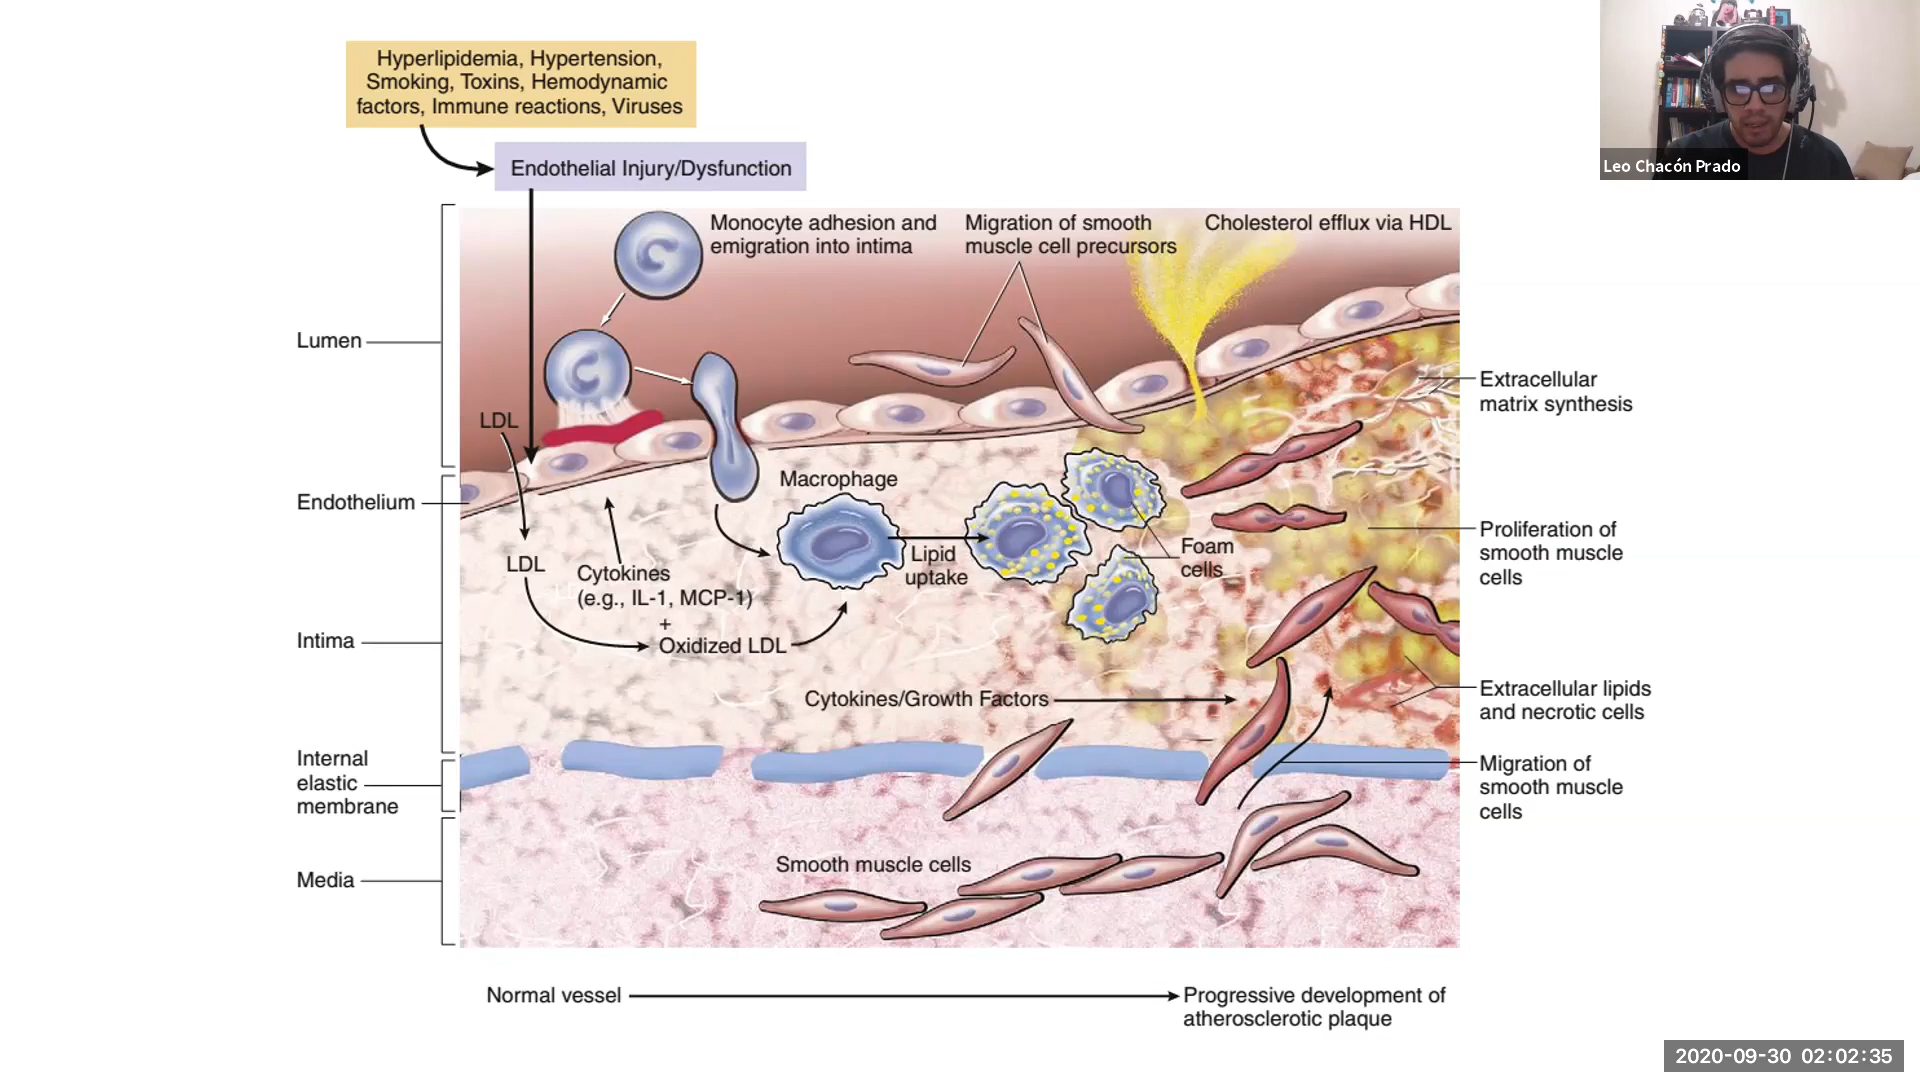 Hyperlipidemia, Hypertension,
Smoking, Toxins, Hemodynamic
factors, Immune reactions, Viruses
Endothelial Injury/Dysfunction
Leo Chacón Prado
Monocyte adhesion and
emigration into intima
Migration of smooth
muscle cell precursors
Cholesterol efflux via HDL
Lumen
LDL
Extracellular
matrix synthesis
Endothelium
Macrophage
LDL
Cytokines
(e.g., IL-1, MCP-1)
+
Oxidized LDL
Lipid
uptake
Foam
cells
Proliferation of
smooth muscle
cells
Intima
Cytokines/Growth Factors
Extracellular lipids
and necrotic cells
Internal
elastic
membrane
Migration of
smooth muscle
cells
Media
Smooth muscle cells
Normal vessel
Progressive development of
atherosclerotic plaque
2020-09-30 02:02:35